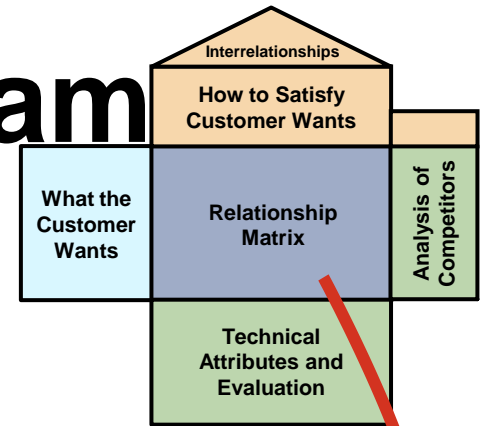 Interrelationships
am
How to Satisfy
Customer Wants
What the
Customer
Wants
Relationship
Matrix
Analysis of
Competitors
Technical
Attributes and
Evaluation